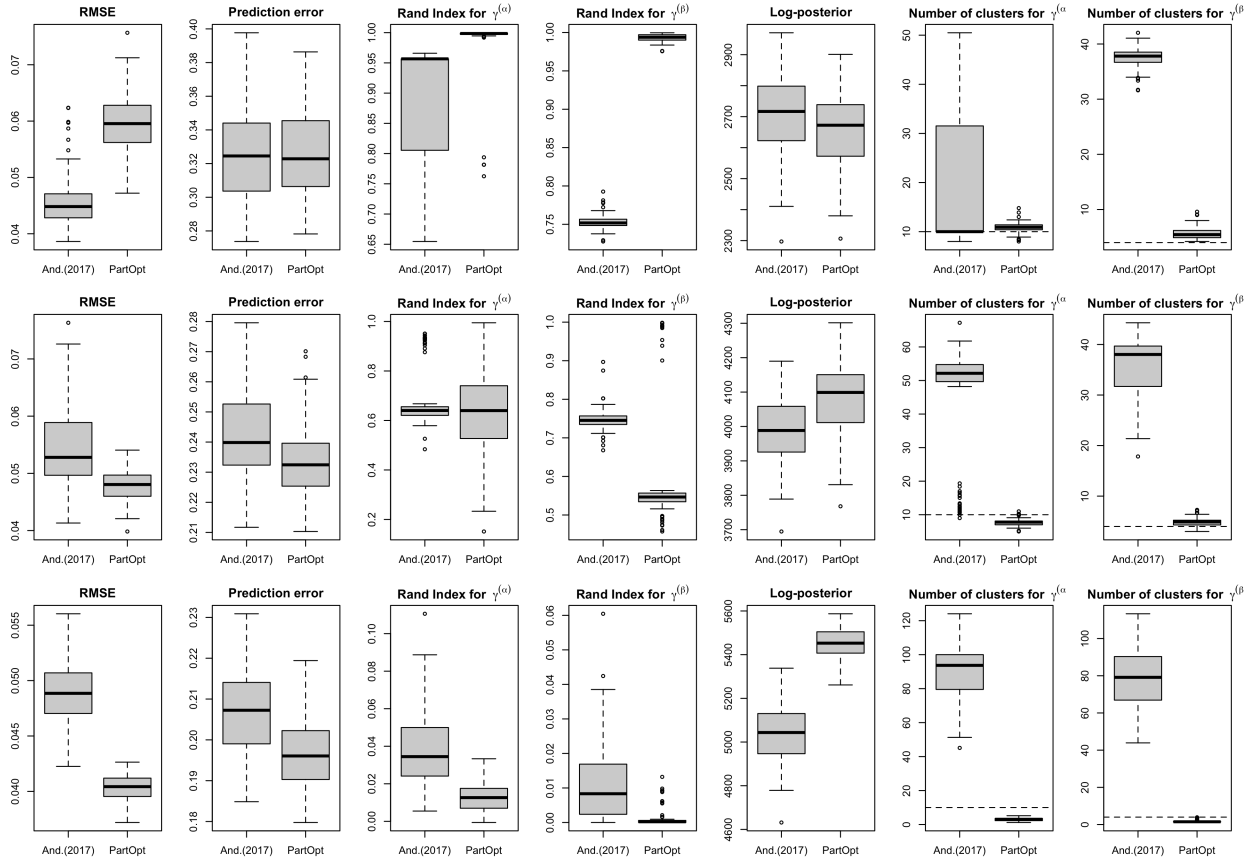 RMSE Prediction error Rand Index for γ(α) Rand Index for γ(β) Log-posterior Number of clusters for γ(α Number of clusters for γ(β
0.04 0.05 0.06 0.07
0.28 0.30 0.32 0.34 0.36 0.38 0.40
0.65 0.70 0.75 0.80 0.85 0.90 0.95 1.00
0.75 0.80 0.85 0.90 0.95 1.00
2300 2500 2700 2900
10 20 30 40 50
10 20 30 40
And.(2017) PartOpt And.(2017) PartOpt And.(2017) PartOpt And.(2017) PartOpt And.(2017) PartOpt And.(2017) PartOpt And.(2017) PartOpt
RMSE Prediction error Rand Index for γ(α) Rand Index for γ(β) Log-posterior Number of clusters for γ(α Number of clusters for γ(β
0.04 0.05 0.06 0.07
0.21 0.22 0.23 0.24 0.25 0.26 0.27 0.28
0.2 0.4 0.6 0.8 1.0
0.5 0.6 0.7 0.8 0.9 1.0
3700 3800 3900 4000 4100 4200 4300
10 20 30 40 50 60
10 20 30 40
And.(2017) PartOpt And.(2017) PartOpt And.(2017) PartOpt And.(2017) PartOpt And.(2017) PartOpt And.(2017) PartOpt And.(2017) PartOpt
RMSE Prediction error Rand Index for γ(α) Rand Index for γ(β) Log-posterior Number of clusters for γ(α Number of clusters for γ(β
0.040 0.045 0.050 0.055
0.18 0.19 0.20 0.21 0.22 0.23
0.00 0.02 0.04 0.06 0.08 0.10
0.00 0.01 0.02 0.03 0.04 0.05 0.06
4600 4800 5000 5200 5400 5600
0 20 40 60 80 100 120
0 20 40 60 80 100
And.(2017) PartOpt And.(2017) PartOpt And.(2017) PartOpt And.(2017) PartOpt And.(2017) PartOpt And.(2017) PartOpt And.(2017) PartOpt